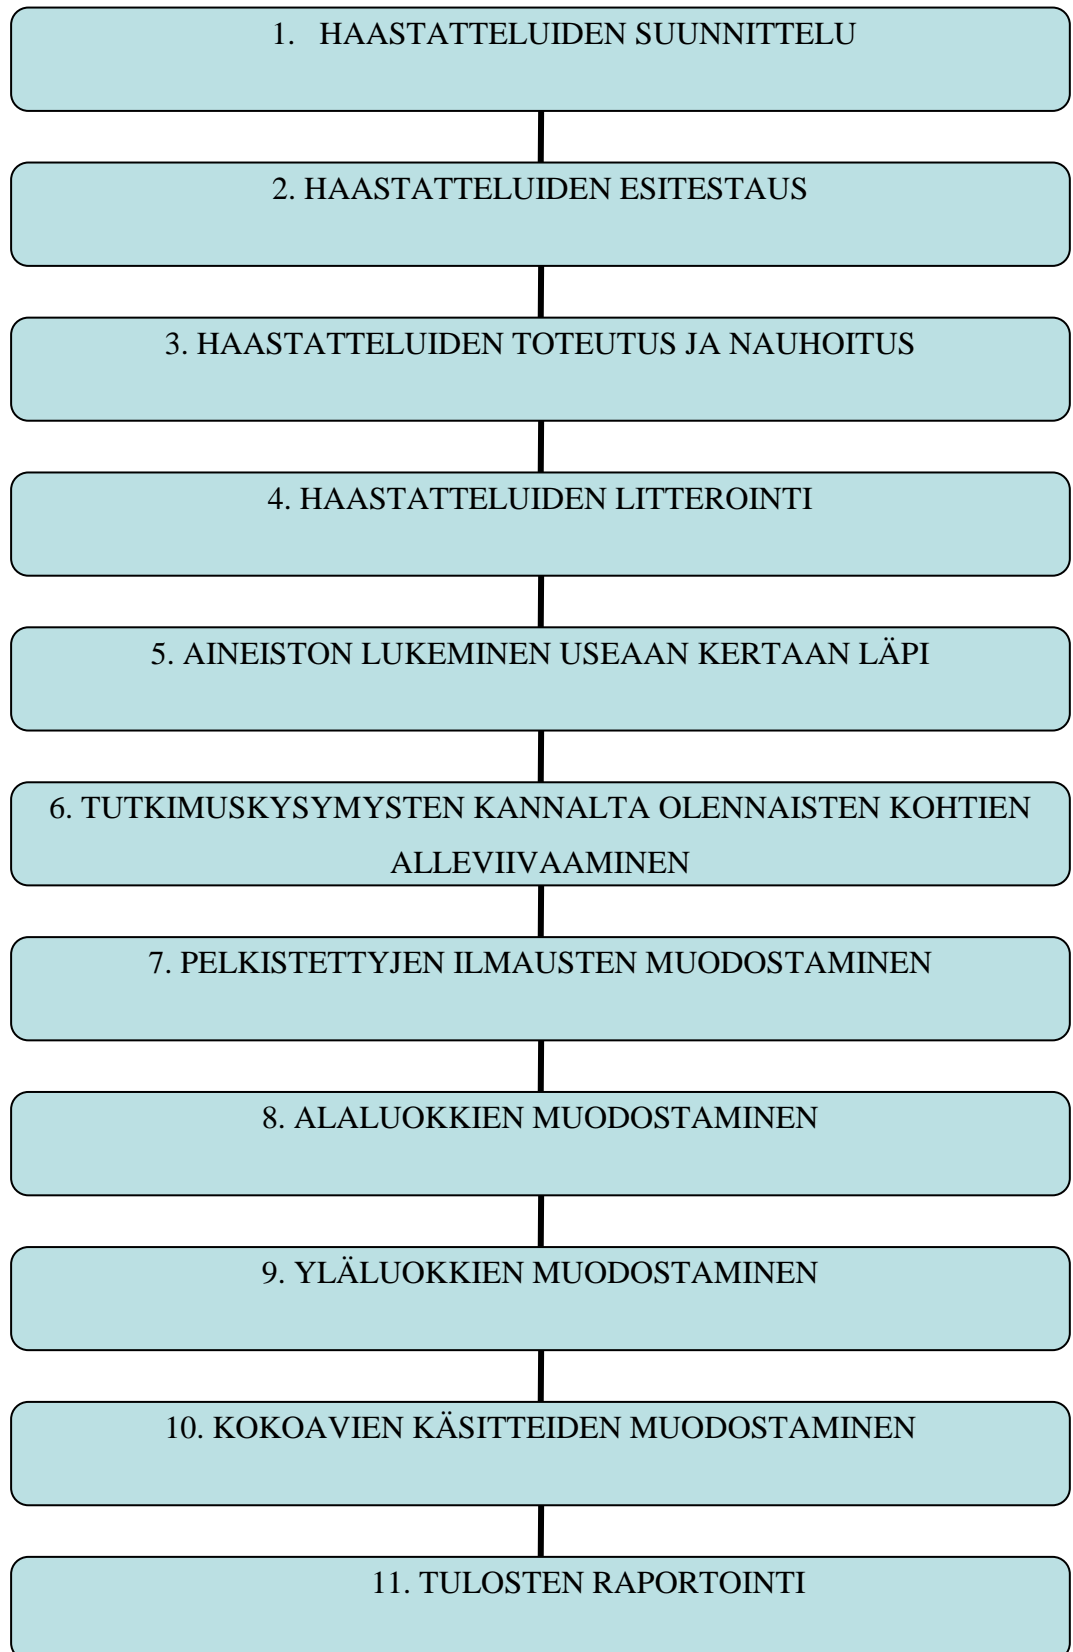 1. HAASTATTELUIDEN SUUNNITTELU
2. HAASTATTELUIDEN ESITESTAUS
3. HAASTATTELUIDEN TOTEUTUS JA NAUHOITUS
4. HAASTATTELUIDEN LITTEROINTI
5. AINEISTON LUKEMINEN USEAAN KERTAAN LÄPI
6. TUTKIMUSKYSYMYSTEN KANNALTA OLENNAISTEN KOHTIEN
ALLEVIIVAAMINEN
7. PELKISTETTYJEN ILMAUSTEN MUODOSTAMINEN
8. ALALUOKKIEN MUODOSTAMINEN
9. YLÄLUOKKIEN MUODOSTAMINEN
10. KOKOAVIEN KÄSITTEIDEN MUODOSTAMINEN
11. TULOSTEN RAPORTOINTI